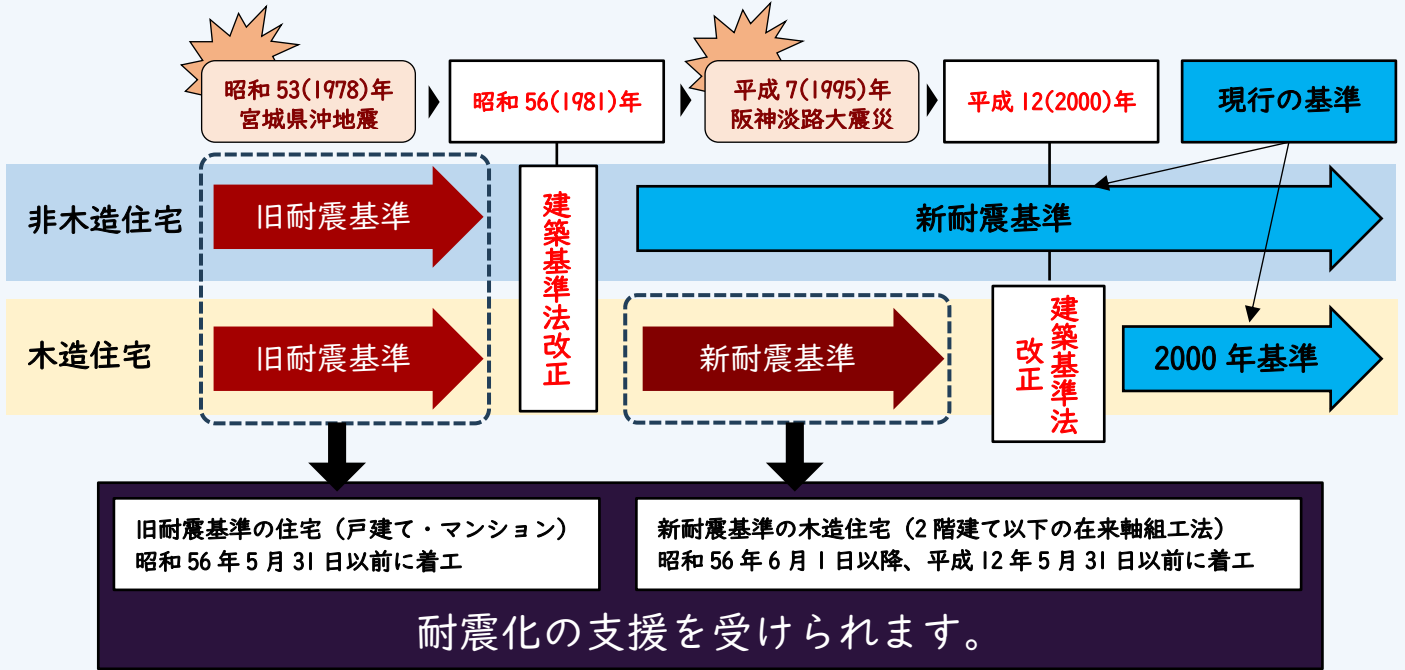 昭和53(1978)年
宮城県沖地震
昭和56(1981)年
平成7(1995)年
阪神淡路大震災
平成12(2000)年
現行の基準
非木造住宅
旧耐震基準
建築基準法改正
新耐震基準
木造住宅
旧耐震基準
新耐震基準
建築基準法
改正
2000年基準
旧耐震基準の住宅（戸建て・マンション）
昭和56年5月31日以前に着工
新耐震基準の木造住宅（2階建て以下の在来軸組工法）
昭和56年6月1日以降、平成12年5月31日以前に着工
耐震化の支援を受けられます。